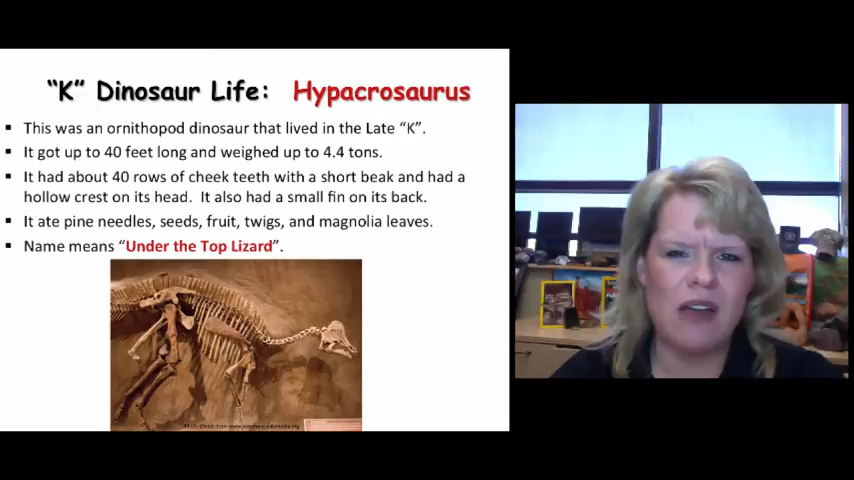 “K” Dinosaur Life: Hypacrosaurus
▪ This was an ornithopod dinosaur that lived in the Late “K”.
▪ It got up to 40 feet long and weighed up to 4.4 tons.
▪ It had about 40 rows of cheek teeth with a short beak and had a
hollow crest on its head. It also had a small fin on its back.
▪ It ate pine needles, seeds, fruit, twigs, and magnolia leaves.
▪ Name means “Under the Top Lizard”.